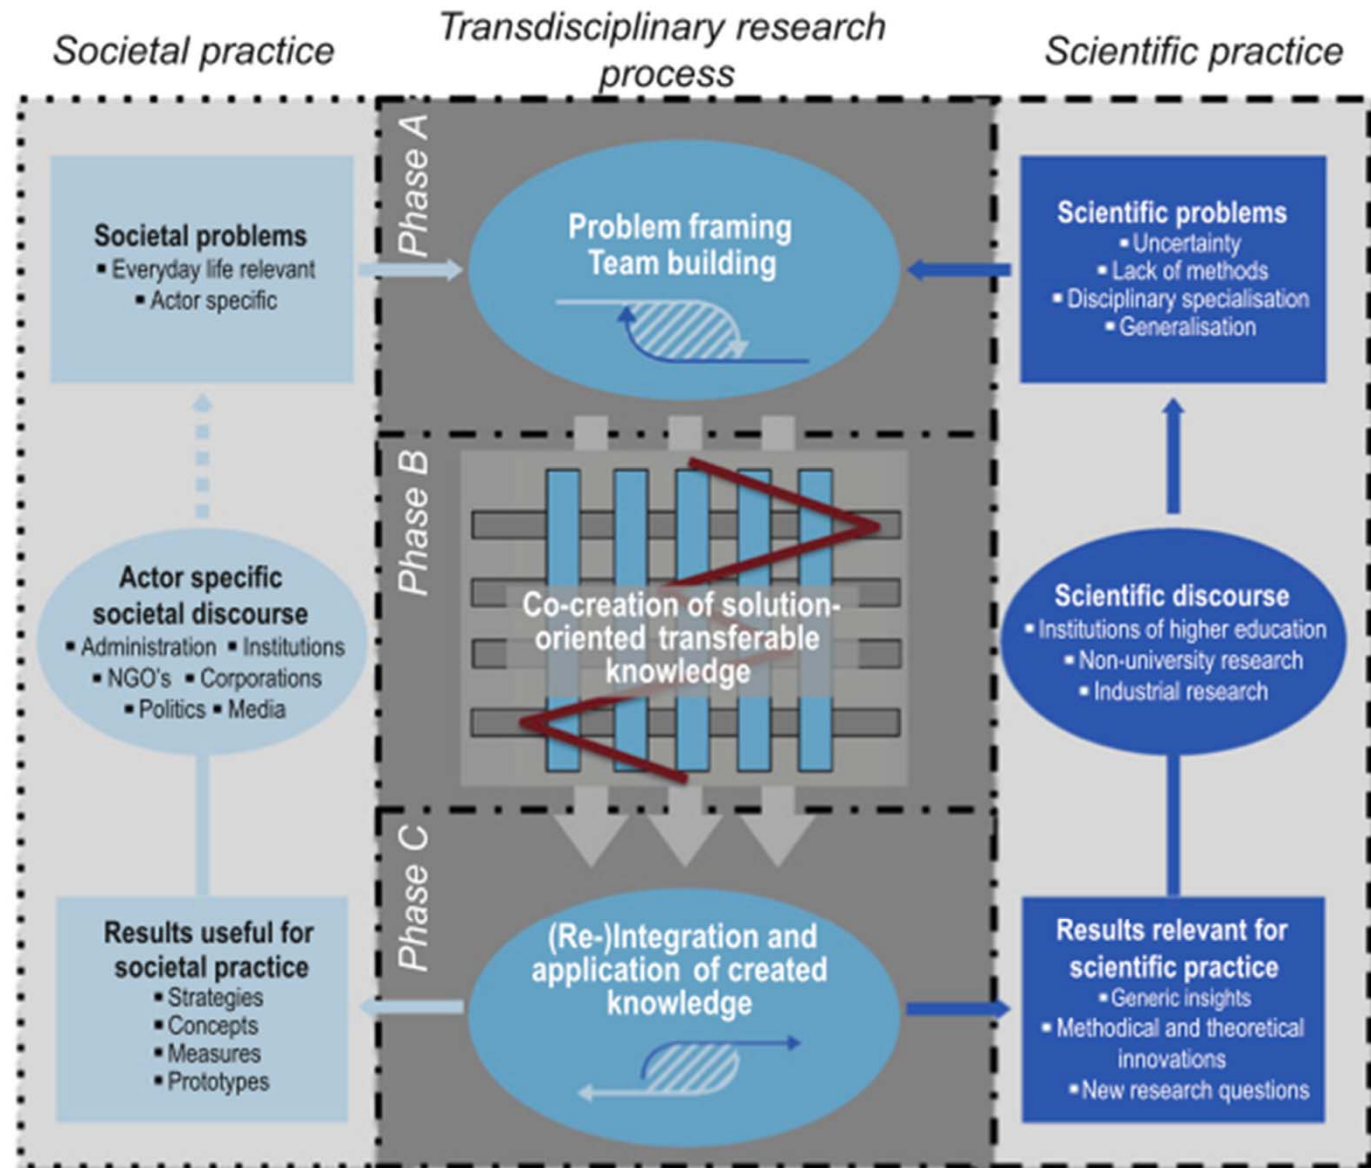 Societal practice
Transdisciplinary research
process
Scientific practice
Phase A
Societal problems
▪ Everyday life relevant
▪ Actor specific
Problem framing
Team building
Scientific problems
▪ Uncertainty
▪ Lack of methods
▪ Disciplinary specialisation
▪ Generalisation
Phase B
Actor specific
societal discourse
▪ Administration ▪ Institutions
▪ NGO's ▪ Corporations
▪ Politics ▪ Media
Co-creation of solution-
oriented transferable
knowledge
Scientific discourse
▪ Institutions of higher education
▪ Non-university research
▪ Industrial research
Phase C
Results useful for
societal practice
▪ Strategies
▪ Concepts
▪ Measures
▪ Prototypes
(Re-)Integration and
application of created
knowledge
Results relevant for
scientific practice
▪ Generic insights
▪ Methodical and theoretical
innovations
▪ New research questions